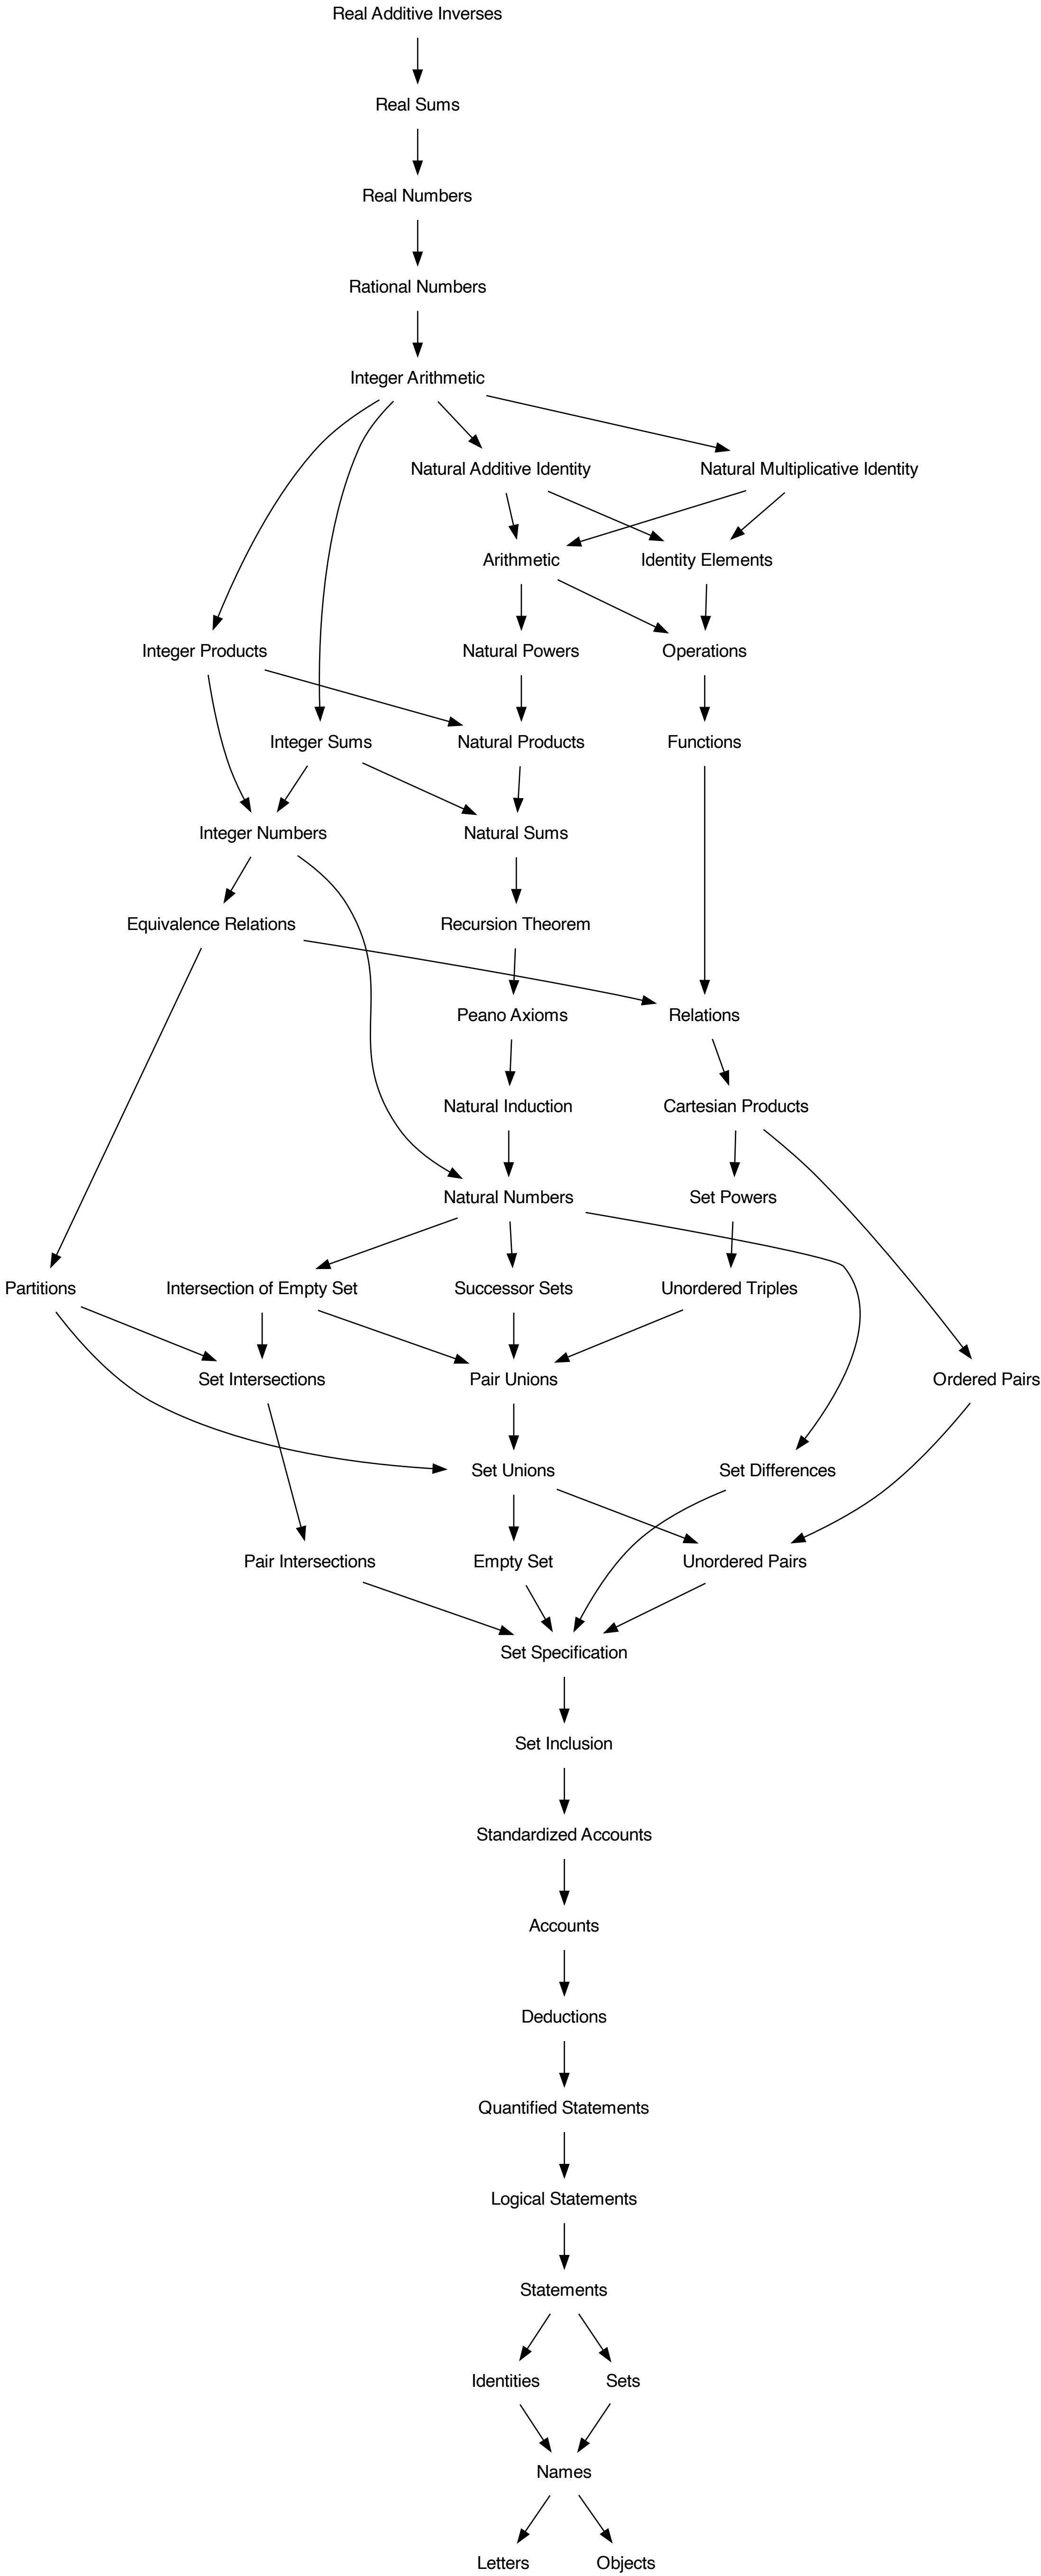 Real Additive Inverses
Real Sums
Real Numbers
Rational Numbers
Integer Arithmetic
Natural Additive Identity
Natural Multiplicative Identity
Arithmetic
Identity Elements
Integer Products
Natural Powers
Operations
Integer Sums
Natural Products
Functions
Integer Numbers
Natural Sums
Equivalence Relations
Recursion Theorem
Peano Axioms
Relations
Natural Induction
Cartesian Products
Natural Numbers
Set Powers
Partitions
Intersection of Empty Set
Successor Sets
Unordered Triples
Set Intersections
Pair Unions
Ordered Pairs
Set Unions
Set Differences
Pair Intersections
Empty Set
Unordered Pairs
Set Specification
Set Inclusion
Standardized Accounts
Accounts
Deductions
Quantified Statements
Logical Statements
Statements
Identities
Sets
Names
Letters
Objects